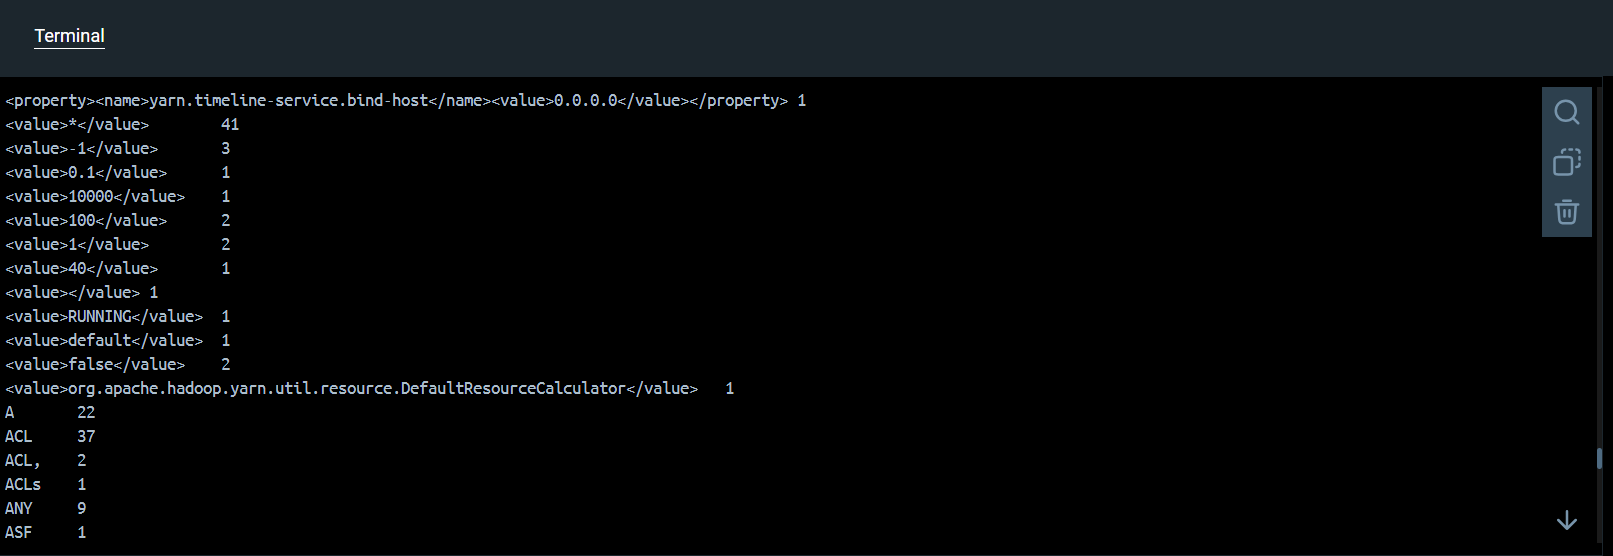 Terminal
<property><name>yarn.timeline-service.bind-host</name><value>0.0.0.0</value></property> 1
<value>*</value>        41
<value>-1</value>       3
<value>0.1</value>      1
<value>10000</value>    1
<value>100</value>      2
<value>1</value>        2
<value>40</value>       1
<value></value> 1
<value>RUNNING</value>  1
<value>default</value>  1
<value>false</value>    2
<value>org.apache.hadoop.yarn.util.resource.DefaultResourceCalculator</value>   1
A       22
ACL     37
ACL,    2
ACLs    1
ANY     9
ASF     1